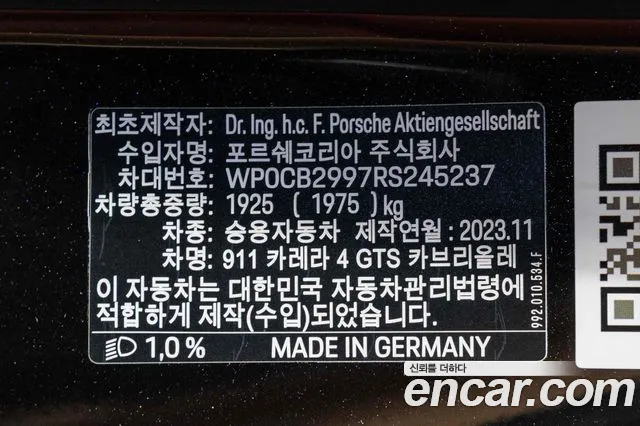 최초제작자: Dr. Ing. h.c. F. Porsche Aktiengesellschaft
수입자명: 포르쉐코리아 주식회사
차대번호: WP0CB2997RS245237
차량총중량: 1925 ( 1975 )kg
차종: 승용자동차 제작연월: 2023.11
차명: 911 카레라 4 GTS 카브리올레
이 자동차는 대한민국 자동차관리법령에
적합하게 제작(수입)되었습니다.
1,0 % MADE IN GERMANY
992.010.534.F
신뢰를 더하다
encar.com